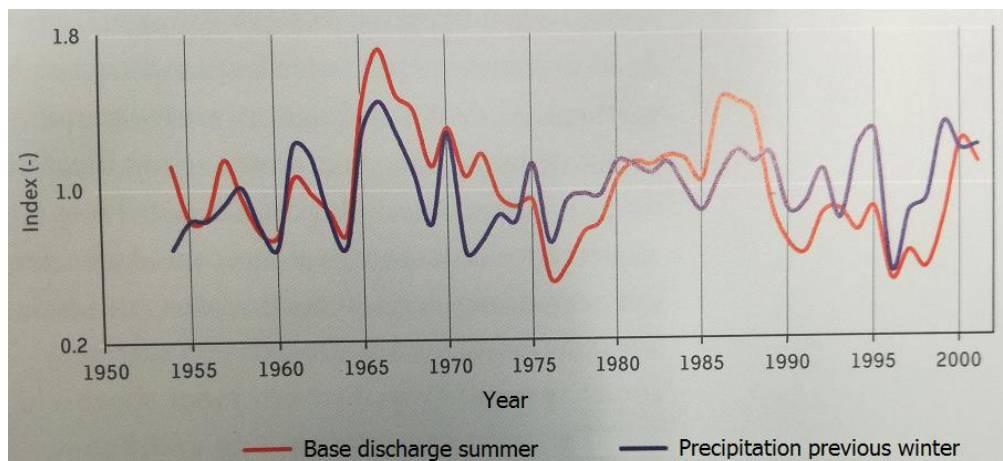 1.8
1.0
0.2
Index (-)
1950 1955 1960 1965 1970 1975 1980 1985 1990 1995 2000
Year
Base discharge summer Precipitation previous winter